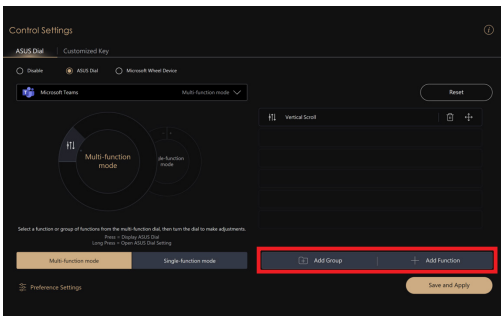 Control Settings
ASUS Dial
Customized Key
Disable
ASUS Dial
Microsoft Wheel Device
Microsoft Teams
Multi-function mode
Reset
Vertical Scroll
Multi-function
mode
mode
Select a function or group of functions from the multi-function dial, then turn the dial to make adjustments.
Press = Display ASUS Dial
Long Press = Open ASUS Dial Setting
Multi-function mode
Single-function mode
Add Group
Add Function
Preference Settings
Save and Apply